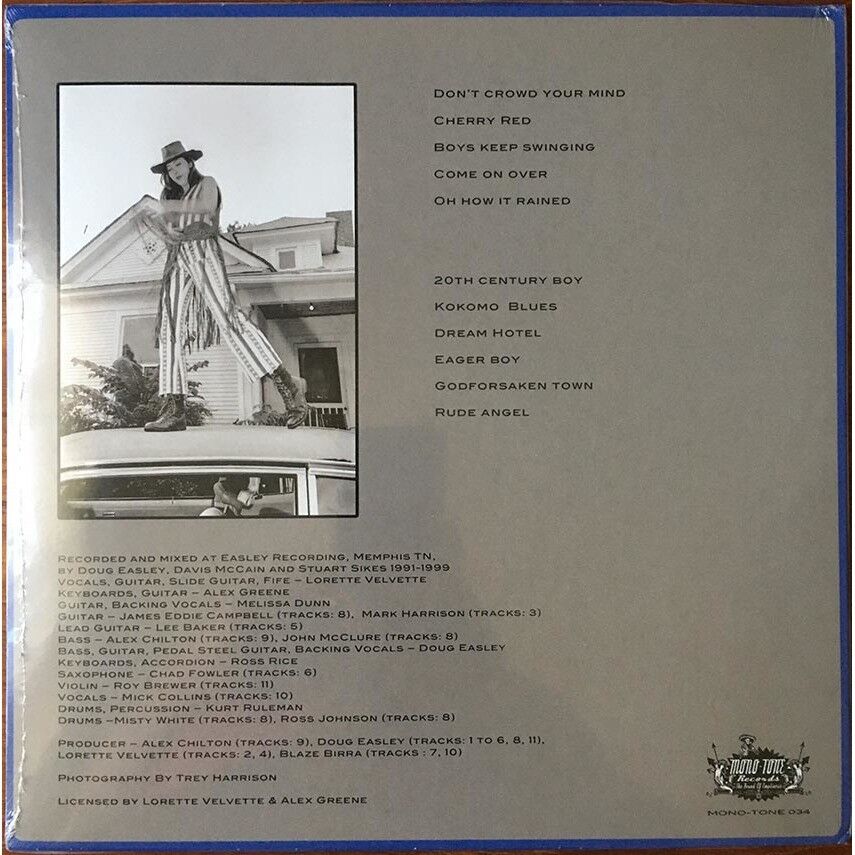 DON'T CROWD YOUR MIND
CHERRY RED
BOYS KEEP SWINGING
COME ON OVER
OH HOW IT RAINED
20TH CENTURY BOY
KOKOMO BLUES
DREAM HOTEL
EAGER BOY
GODFORSAKEN TOWN
RUDE ANGEL
RECORDED AND MIXED AT EASLEY RECORDING, MEMPHIS TN,
BY DOUG EASLEY, DAVIS MCCAIN AND STUART SIKES 1991-1999
VOCALS, GUITAR, SLIDE GUITAR, FIFE – LORETTE VELVETTE
KEYBOARDS, GUITAR – ALEX GREENE
GUITAR, BACKING VOCALS – MELISSA DUNN
GUITAR – JAMES EDDIE CAMPBELL (TRACKS: 8), MARK HARRISON (TRACKS: 3)
LEAD GUITAR – LEE BAKER (TRACKS: 5)
BASS – ALEX CHILTON (TRACKS: 9), JOHN MCCLURE (TRACKS: 8)
BASS, GUITAR, PEDAL STEEL GUITAR, BACKING VOCALS – DOUG EASLEY
KEYBOARDS, ACCORDION – ROSS RICE
SAXOPHONE – CHAD FOWLER (TRACKS: 6)
VIOLIN – ROY BREWER (TRACKS: 11)
VOCALS – MICK COLLINS (TRACKS: 10)
DRUMS, PERCUSSION – KURT RULEMAN
DRUMS –MISTY WHITE (TRACKS: 8), ROSS JOHNSON (TRACKS: 8)
PRODUCER – ALEX CHILTON (TRACKS: 9), DOUG EASLEY (TRACKS: 1 TO 6, 8, 11),
LORETTE VELVETTE (TRACKS: 2, 4), BLAZE BIRRA (TRACKS : 7, 10)
PHOTOGRAPHY BY TREY HARRISON
LICENSED BY LORETTE VELVETTE & ALEX GREENE
MONO-TONE
Records
MONO-TONE 034